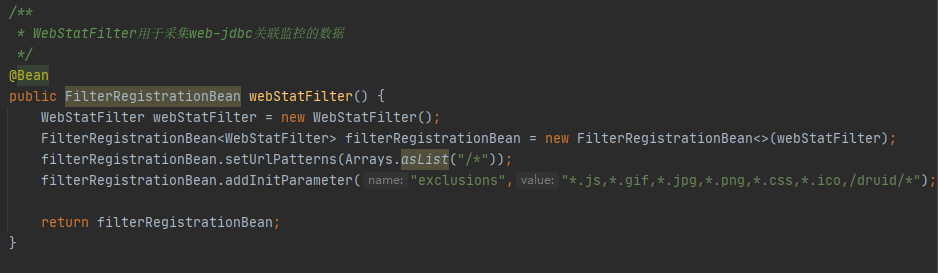 /**
 * WebStatFilter用于采集web-jdbc关联监控的数据
 */
@Bean
public FilterRegistrationBean webStatFilter() {
    WebStatFilter webStatFilter = new WebStatFilter();
    FilterRegistrationBean<WebStatFilter> filterRegistrationBean = new FilterRegistrationBean<>(webStatFilter);
    filterRegistrationBean.setUrlPatterns(Arrays.asList("/*"));
    filterRegistrationBean.addInitParameter( name: "exclusions", value: "*.js,*.gif,*.jpg,*.png,*.css,*.ico,/druid/*");
    return filterRegistrationBean;
}